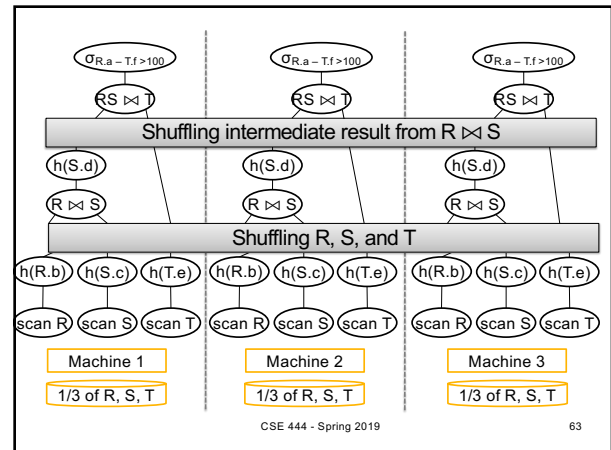 σR.a – T.f >100 σR.a – T.f >100 σR.a – T.f >100
RS ⋈ T RS ⋈ T RS ⋈ T
Shuffling intermediate result from R ⋈ S
h(S.d) h(S.d) h(S.d)
R ⋈ S R ⋈ S R ⋈ S
Shuffling R, S, and T
h(R.b) h(S.c) h(T.e) h(R.b) h(S.c) h(T.e) h(R.b) h(S.c) h(T.e)
scan R scan S scan T scan R scan S scan T scan R scan S scan T
Machine 1 Machine 2 Machine 3
1/3 of R, S, T 1/3 of R, S, T 1/3 of R, S, T
CSE 444 - Spring 2019 63